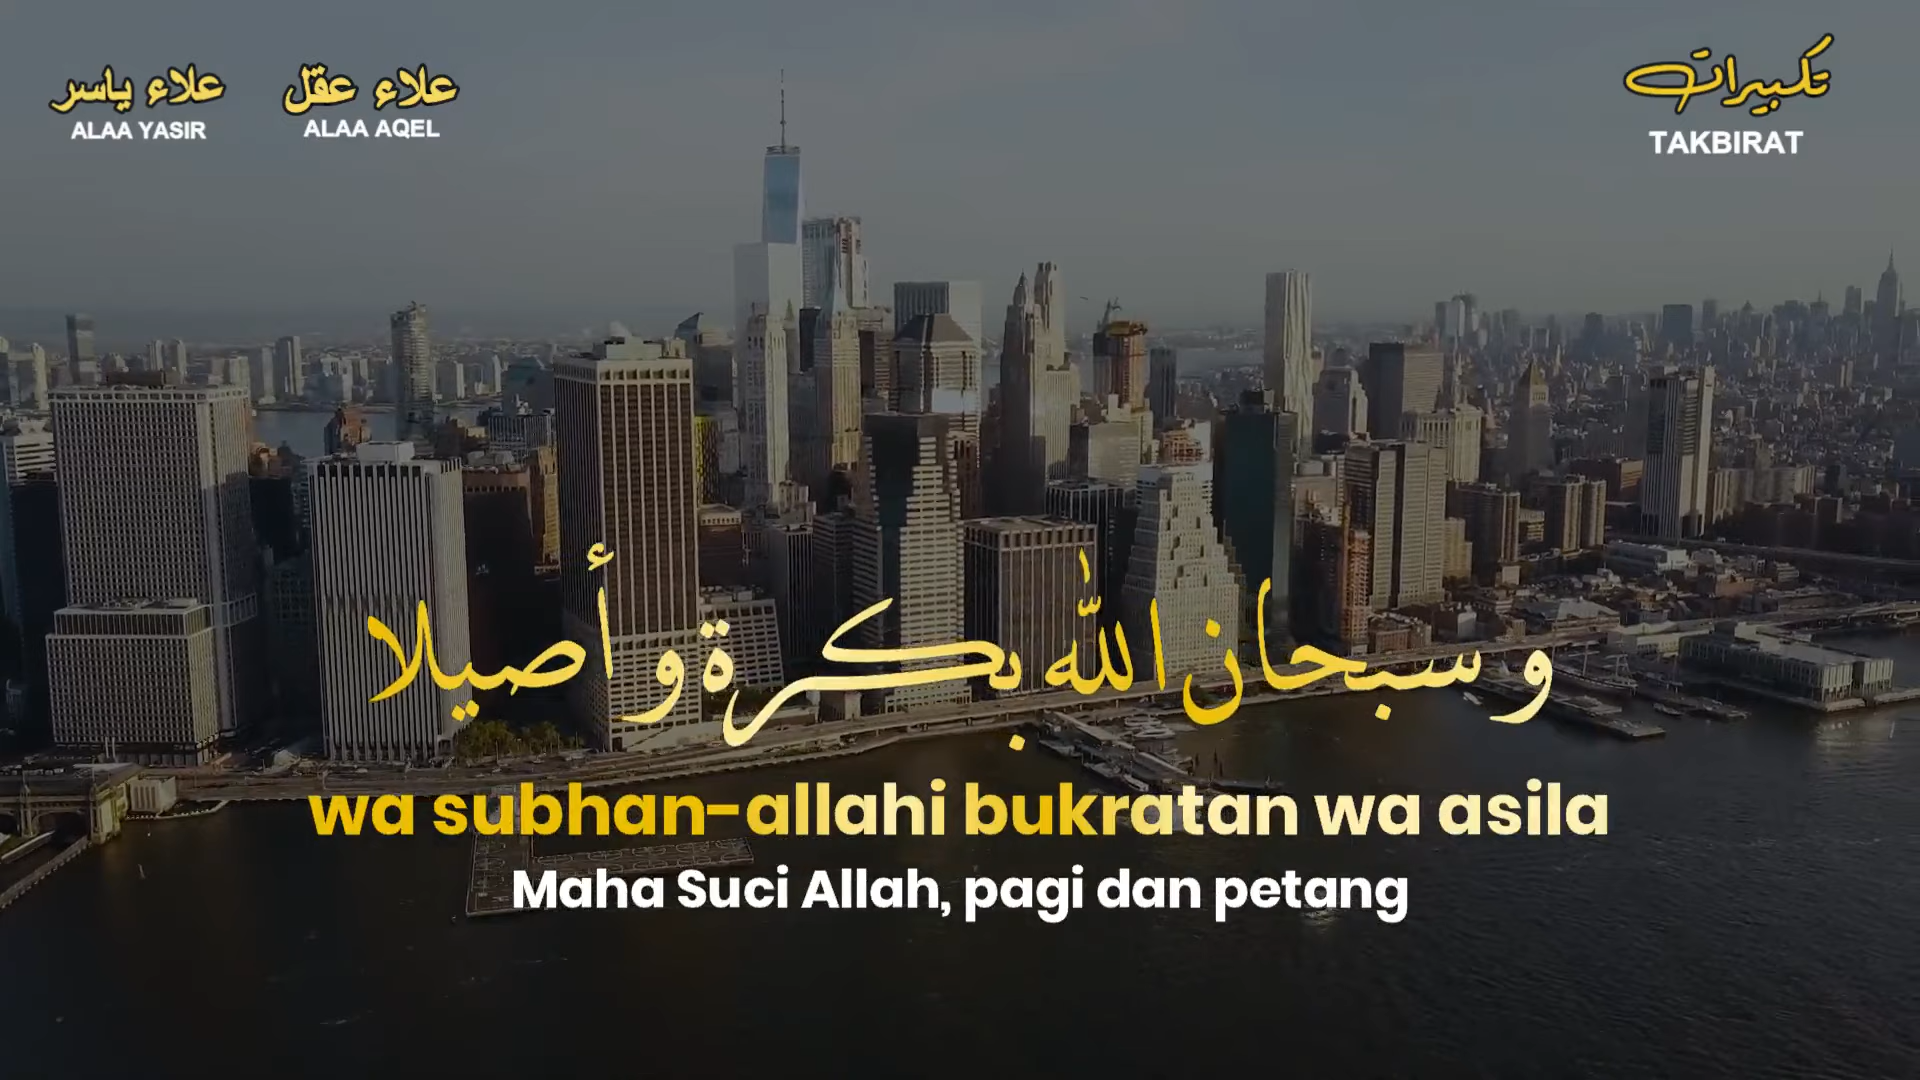 علاء ياسر
ALAA YASIR
علاء عقل
ALAA AQEL
تكبيرات
TAKBIRAT
وسبحان اللّٰه بكرة وأصيلا
wa subhan-allahi bukratan wa asila
Maha Suci Allah, pagi dan petang